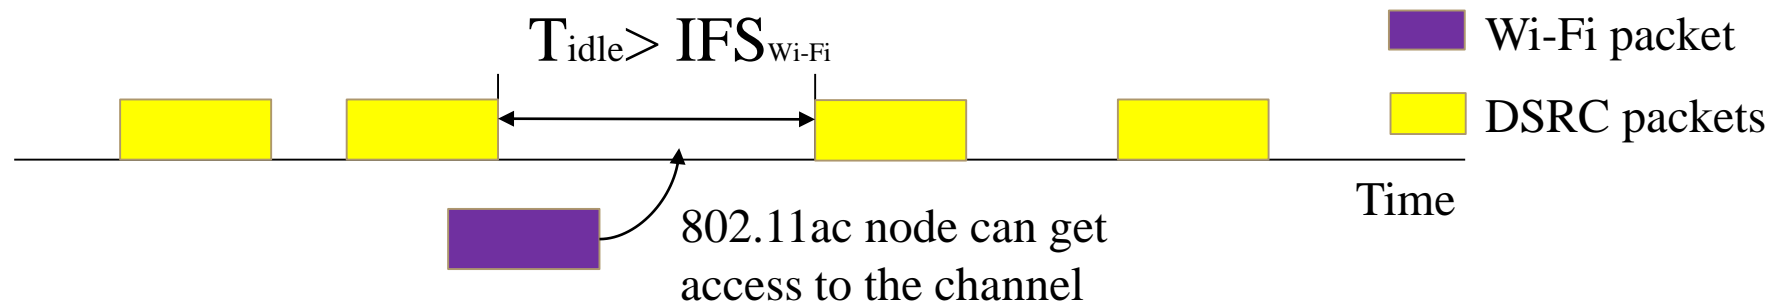 Tidle> IFSWi-Fi
Wi-Fi packet
DSRC packets
Time
802.11ac node can get
access to the channel